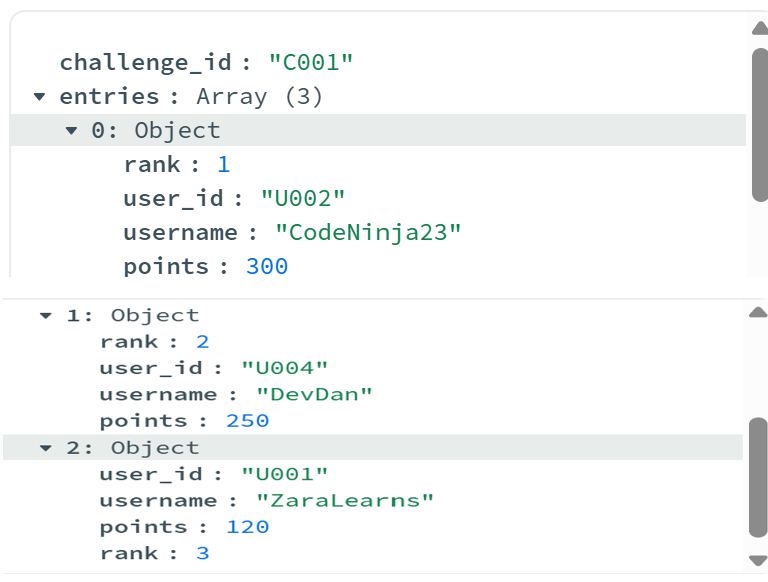 challenge_id : "C001"
entries : Array (3)
0: Object
rank : 1
user_id : "U002"
username : "CodeNinja23"
points : 300
1: Object
rank : 2
user_id : "U004"
username : "DevDan"
points : 250
2: Object
user_id : "U001"
username : "ZaraLearns"
points : 120
rank : 3